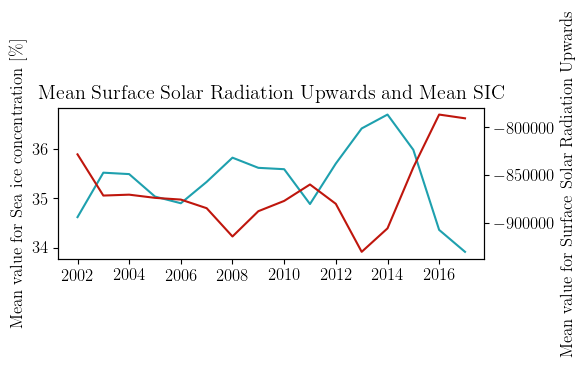 Mean Surface Solar Radiation Upwards and Mean SIC
Mean value for Sea ice concentration [%]
36
35
34
2002 2004 2006 2008 2010 2012 2014 2016
−800000
−850000
−900000
Mean value for Surface Solar Radiation Upwards